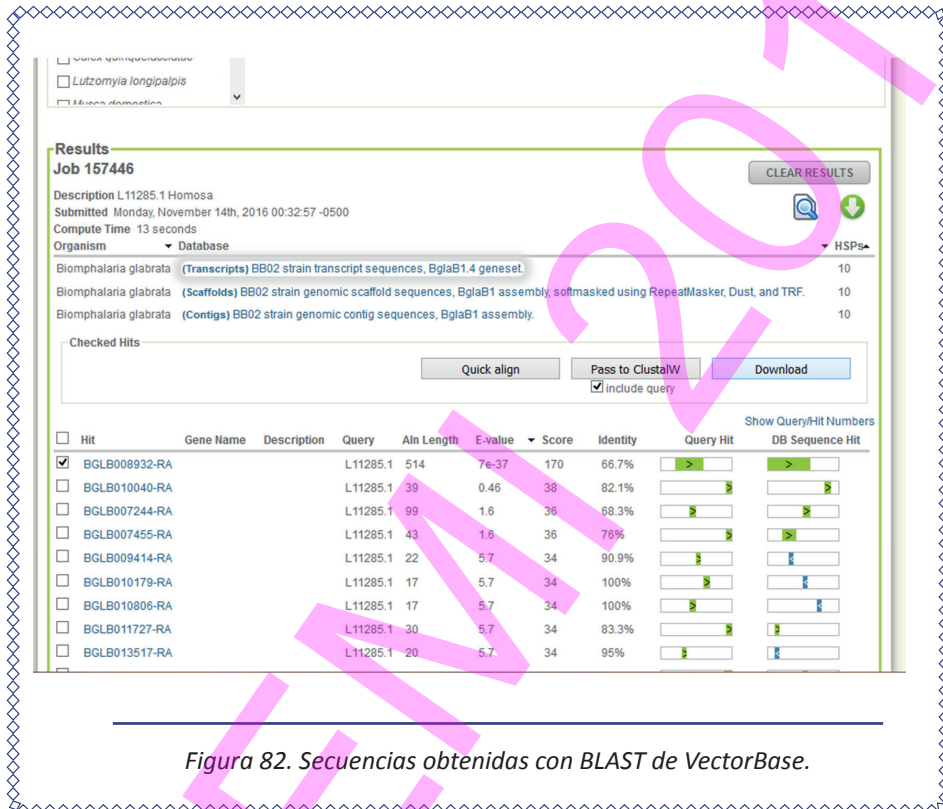 Culex quinquefasciatus
Lutzomyia longipalpis
Musca domestica
Results
Job 157446
CLEAR RESULTS
Description L11285.1 Homosa
Submitted Monday, November 14th, 2016 00:32:57 -0500
Compute Time 13 seconds
Organism Database HSPs
Biomphalaria glabrata (Transcripts) BB02 strain transcript sequences, BglaB1.4 geneset. 10
Biomphalaria glabrata (Scaffolds) BB02 strain genomic scaffold sequences, BglaB1 assembly, softmasked using RepeatMasker, Dust, and TRF. 10
Biomphalaria glabrata (Contigs) BB02 strain genomic contig sequences, BglaB1 assembly. 10
Checked Hits
Quick align Pass to ClustalW Download
include query
Show Query/Hit Numbers
Hit Gene Name Description Query Aln Length E-value Score Identity Query Hit DB Sequence Hit
BGLB008932-RA L11285.1 514 7e-37 170 66.7%
BGLB010040-RA L11285.1 39 0.46 38 82.1%
BGLB007244-RA L11285.1 99 1.6 36 68.3%
BGLB007455-RA L11285.1 43 1.6 36 76%
BGLB009414-RA L11285.1 22 5.7 34 90.9%
BGLB010179-RA L11285.1 17 5.7 34 100%
BGLB010806-RA L11285.1 17 5.7 34 100%
BGLB011727-RA L11285.1 30 5.7 34 83.3%
BGLB013517-RA L11285.1 20 5.7 34 95%
Figura 82. Secuencias obtenidas con BLAST de VectorBase.